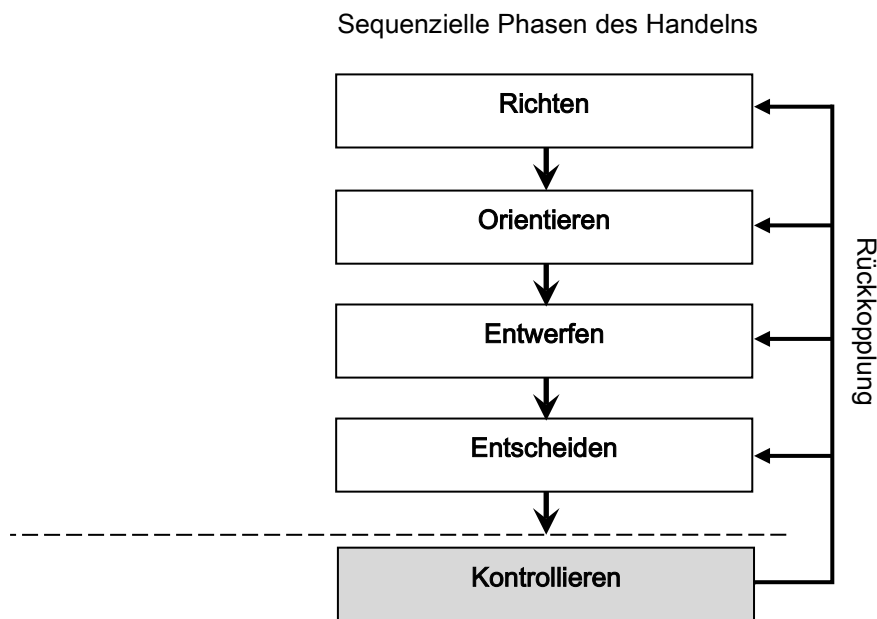 Sequenzielle Phasen des Handelns
Richten
Orientieren
Entwerfen
Entscheiden
Kontrollieren
Rückkopplung